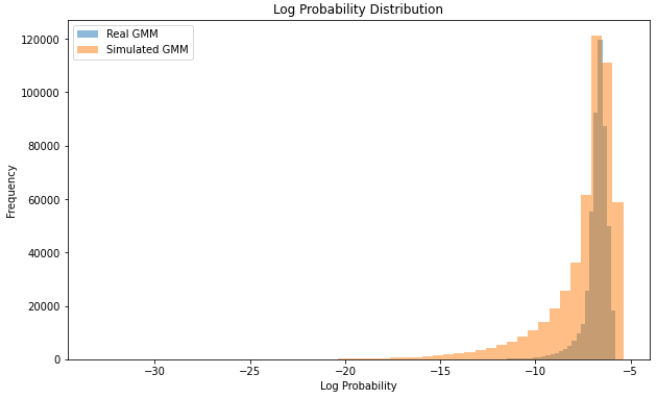 Log Probability Distribution
Real GMM
Simulated GMM
120000
100000
80000
60000
40000
20000
0
Frequency
−30
−25
−20
−15
−10
−5
Log Probability